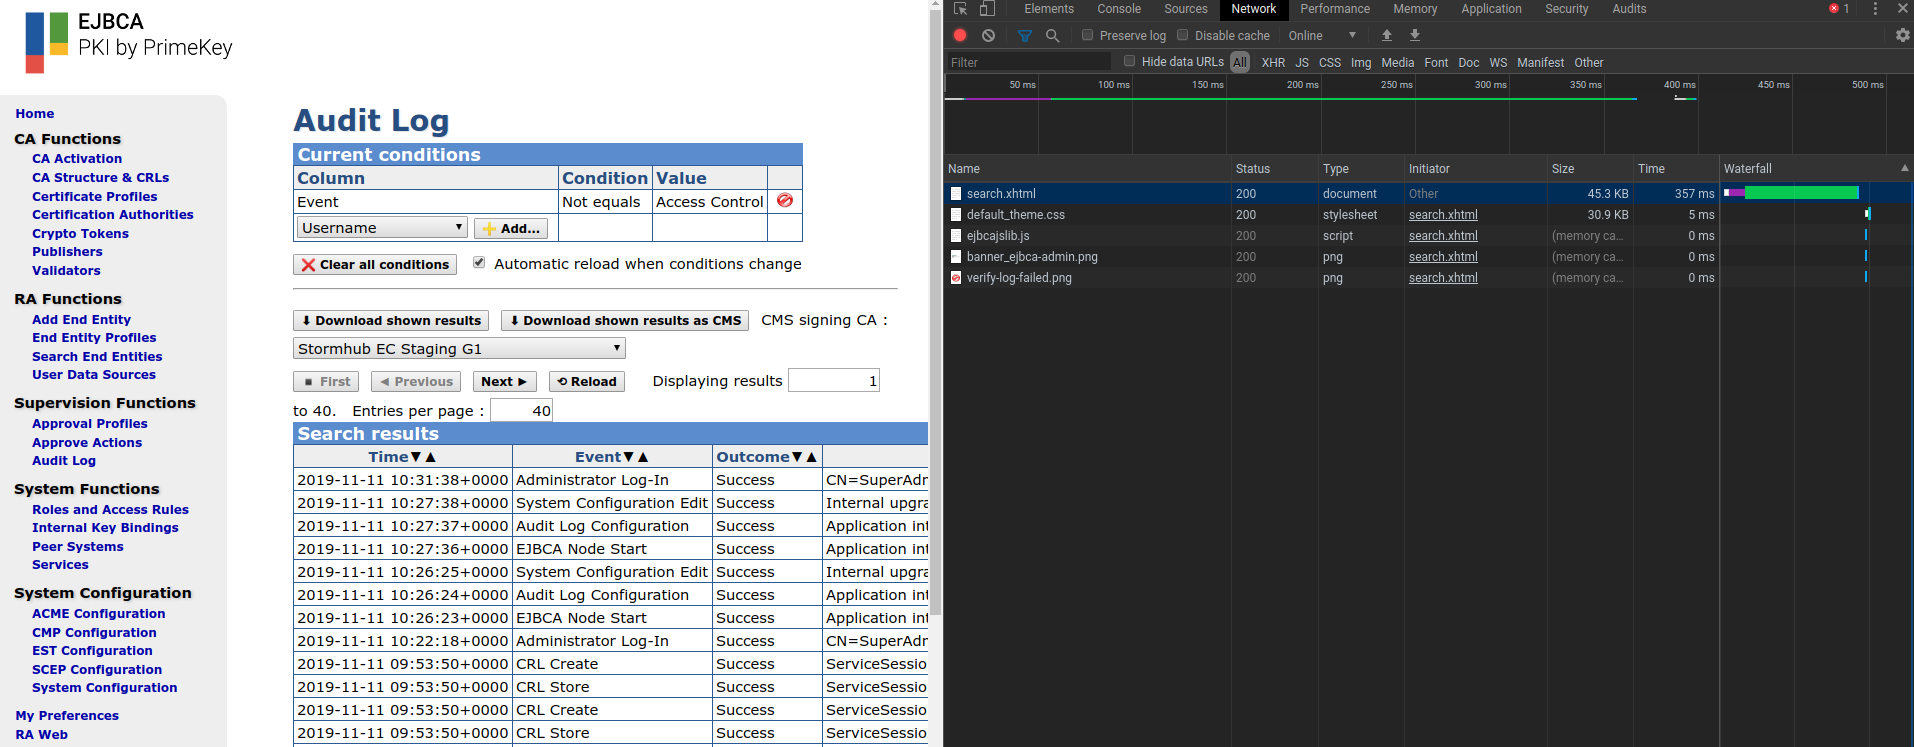 EJBCA
PKI by PrimeKey
Home
CA Functions
CA Activation
CA Structure & CRLs
Certificate Profiles
Certification Authorities
Crypto Tokens
Publishers
Validators
RA Functions
Add End Entity
End Entity Profiles
Search End Entities
User Data Sources
Supervision Functions
Approval Profiles
Approve Actions
Audit Log
System Functions
Roles and Access Rules
Internal Key Bindings
Peer Systems
Services
System Configuration
ACME Configuration
CMP Configuration
EST Configuration
SCEP Configuration
System Configuration
My Preferences
RA Web
Audit Log
Current conditions
Column Condition Value
Event Not equals Access Control
Username Add...
Clear all conditions Automatic reload when conditions change
Download shown results Download shown results as CMS CMS signing CA :
Stormhub EC Staging G1
First Previous Next Reload Displaying results 1
to 40. Entries per page : 40
Search results
Time▼▲ Event▼▲ Outcome▼▲
2019-11-11 10:31:38+0000 Administrator Log-In Success CN=SuperAdm
2019-11-11 10:27:38+0000 System Configuration Edit Success Internal upgra
2019-11-11 10:27:37+0000 Audit Log Configuration Success Application int
2019-11-11 10:27:36+0000 EJBCA Node Start Success Application int
2019-11-11 10:26:25+0000 System Configuration Edit Success Internal upgra
2019-11-11 10:26:24+0000 Audit Log Configuration Success Application int
2019-11-11 10:26:23+0000 EJBCA Node Start Success Application int
2019-11-11 10:22:18+0000 Administrator Log-In Success CN=SuperAdm
2019-11-11 09:53:50+0000 CRL Create Success ServiceSessio
2019-11-11 09:53:50+0000 CRL Store Success ServiceSessio
2019-11-11 09:53:50+0000 CRL Create Success ServiceSessio
2019-11-11 09:53:50+0000 CRL Store Success ServiceSessio
Elements Console Sources Network Performance Memory Application Security Audits 1
Preserve log Disable cache Online
Filter Hide data URLs All XHR JS CSS Img Media Font Doc WS Manifest Other
50 ms 100 ms 150 ms 200 ms 250 ms 300 ms 350 ms 400 ms 450 ms 500 ms
Name Status Type Initiator Size Time Waterfall
search.xhtml 200 document Other 45.3 KB 357 ms
default_theme.css 200 stylesheet search.xhtml 30.9 KB 5 ms
ejbcajslib.js 200 script search.xhtml (memory ca... 0 ms
banner_ejbca-admin.png 200 png search.xhtml (memory ca... 0 ms
verify-log-failed.png 200 png search.xhtml (memory ca... 0 ms